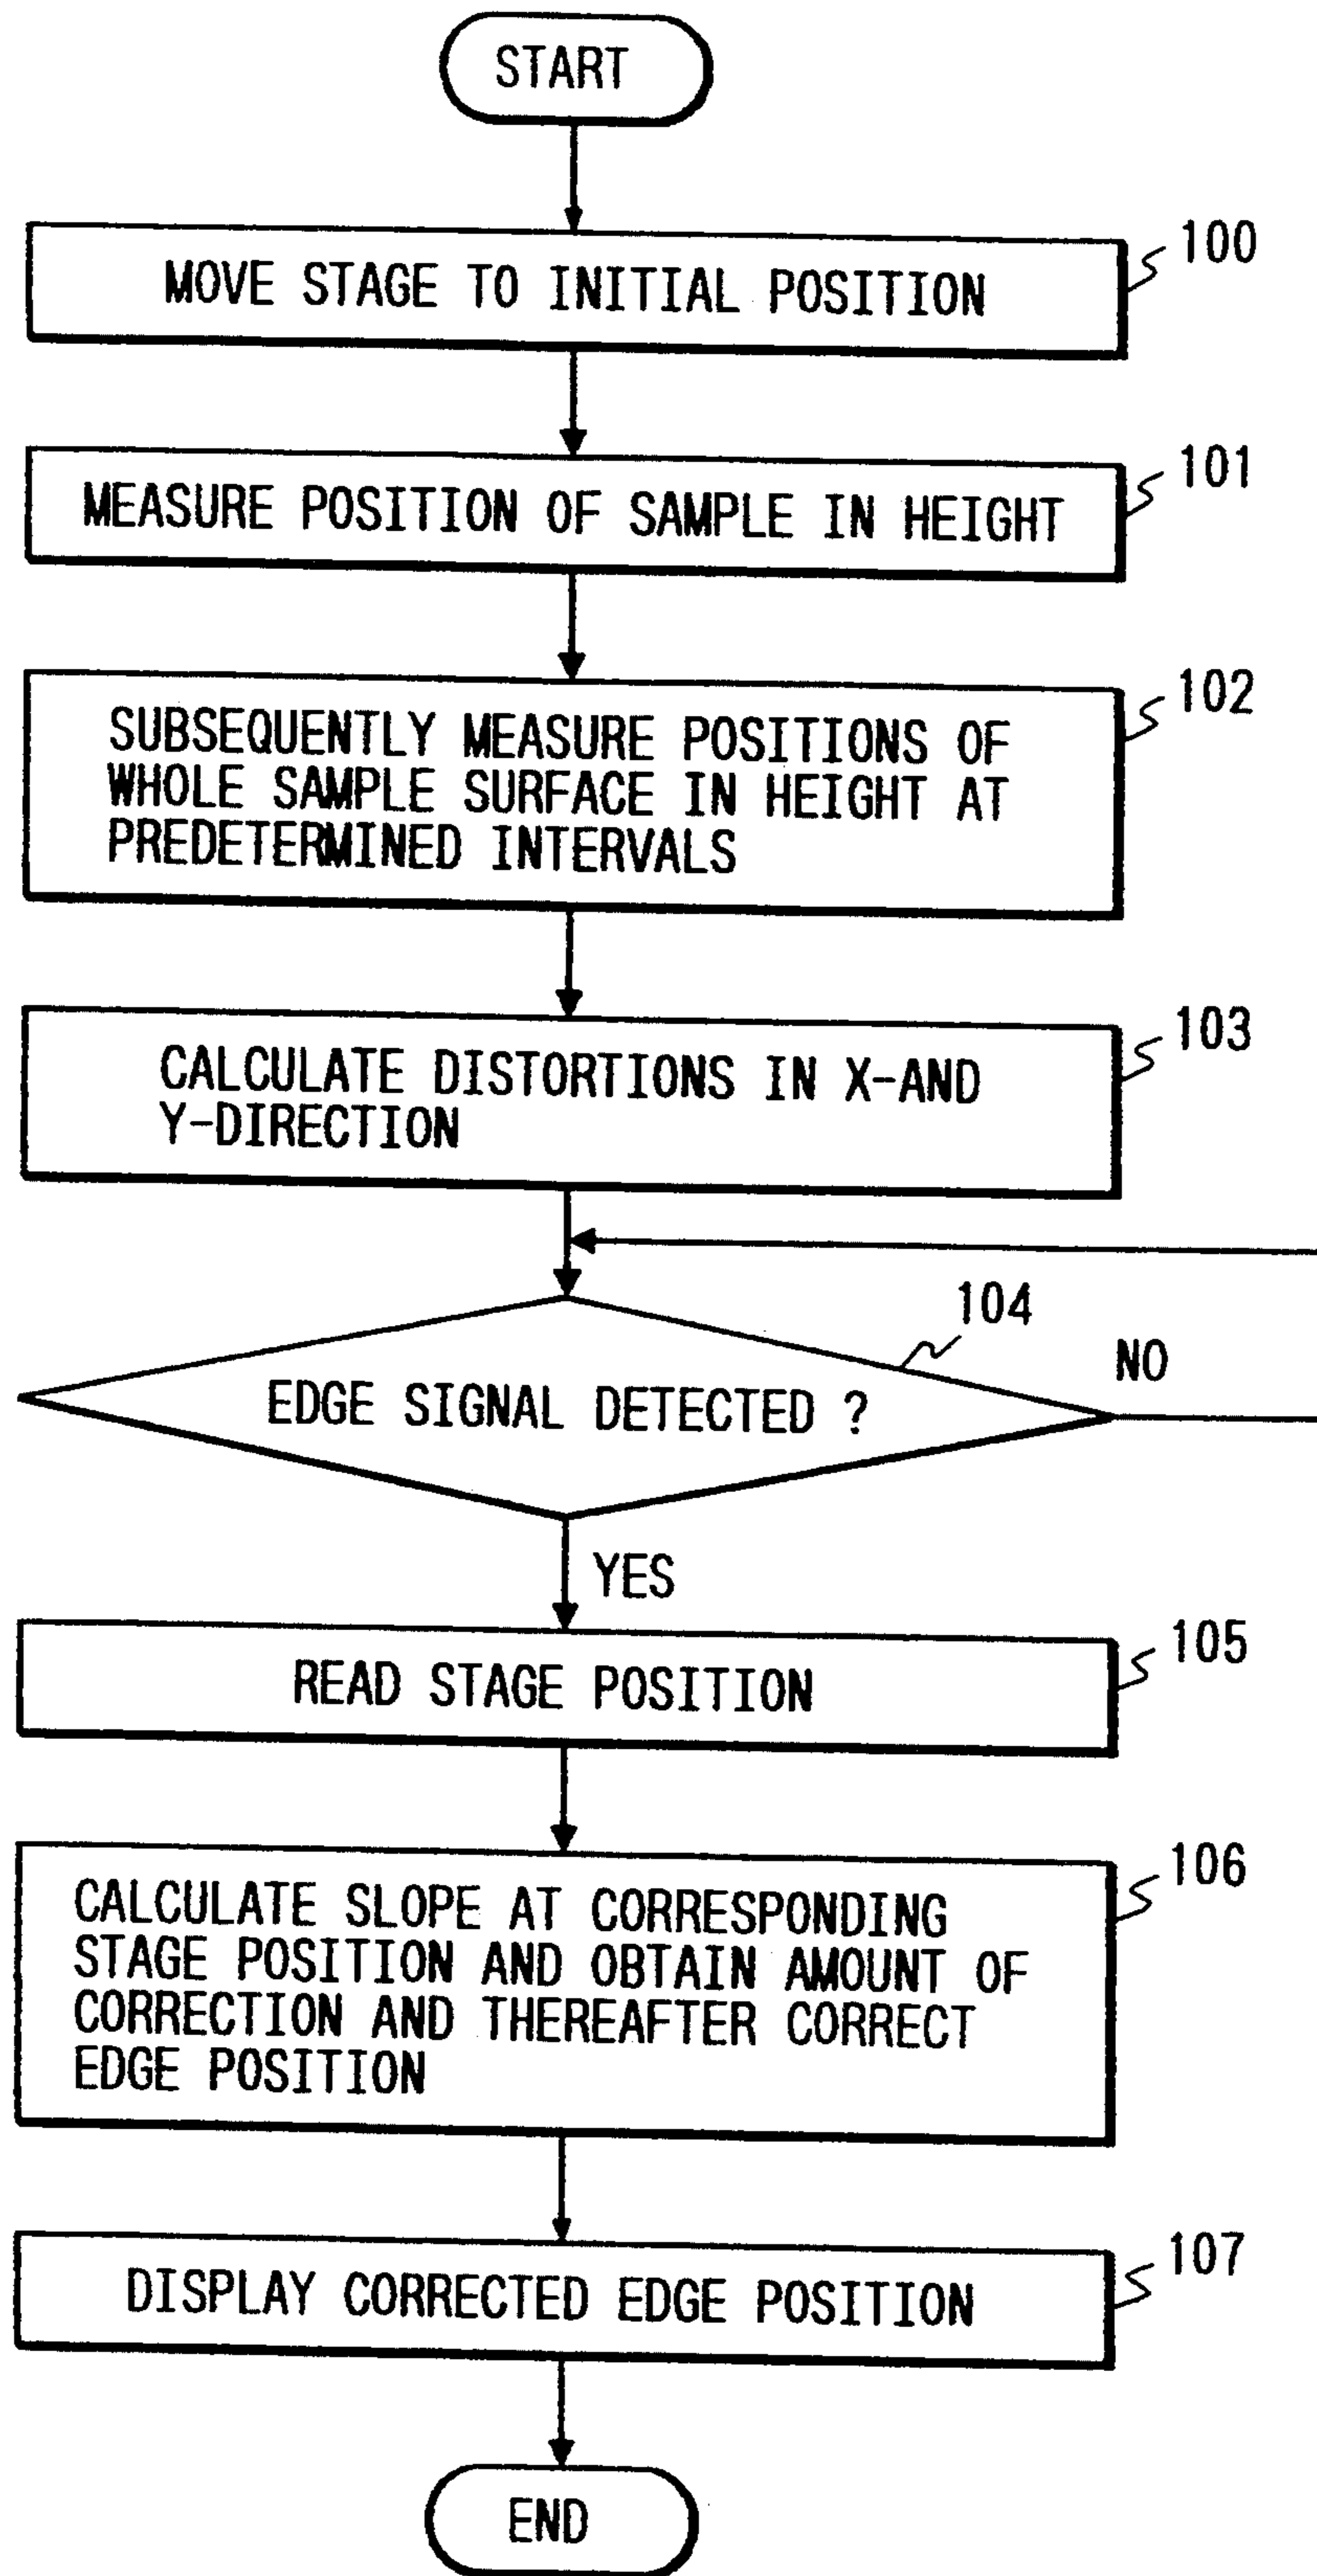 START
MOVE STAGE TO INITIAL POSITION
100
MEASURE POSITION OF SAMPLE IN HEIGHT
101
SUBSEQUENTLY MEASURE POSITIONS OF
WHOLE SAMPLE SURFACE IN HEIGHT AT
PREDETERMINED INTERVALS
102
CALCULATE DISTORTIONS IN X-AND
Y-DIRECTION
103
104
EDGE SIGNAL DETECTED ?
NO
YES
READ STAGE POSITION
105
CALCULATE SLOPE AT CORRESPONDING
STAGE POSITION AND OBTAIN AMOUNT OF
CORRECTION AND THEREAFTER CORRECT
EDGE POSITION
106
DISPLAY CORRECTED EDGE POSITION
107
END